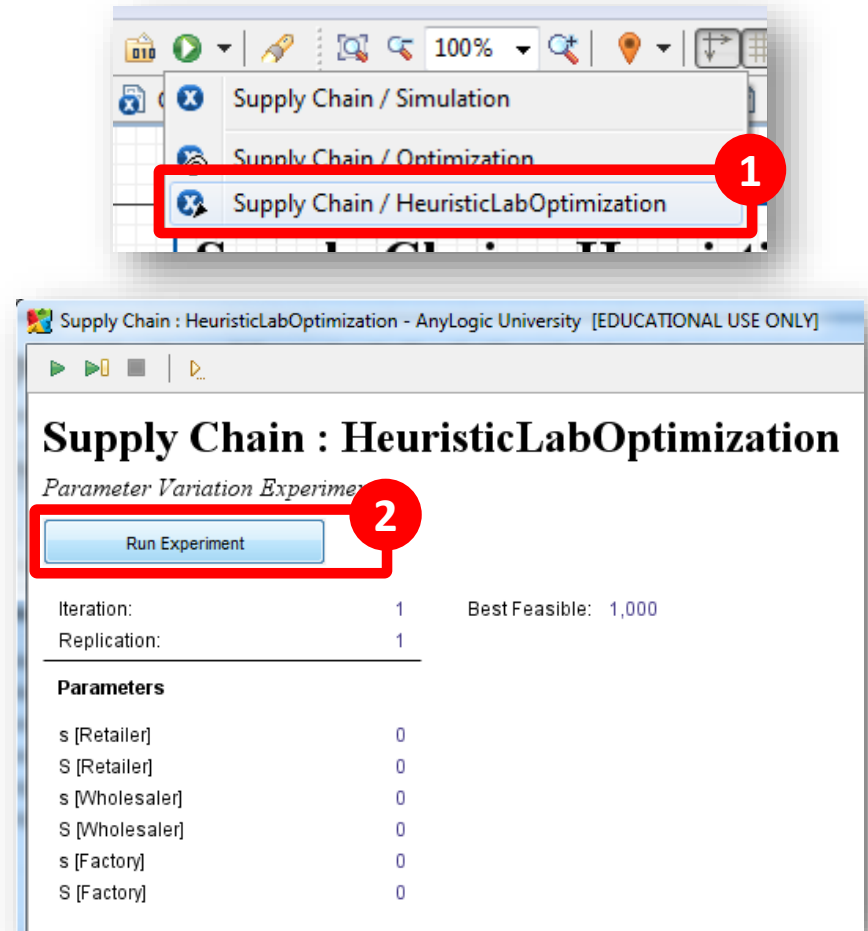 100%
Supply Chain / Simulation
Supply Chain / Optimization
1
Supply Chain / HeuristicLabOptimization
Supply Chain : HeuristicLabOptimization - AnyLogic University [EDUCATIONAL USE ONLY]
Supply Chain : HeuristicLabOptimization
Parameter Variation
2
Run Experiment
Iteration: 1 Best Feasible: 1,000
Replication: 1
Parameters
s [Retailer] 0
S [Retailer] 0
s [Wholesaler] 0
S [Wholesaler] 0
s [Factory] 0
S [Factory] 0